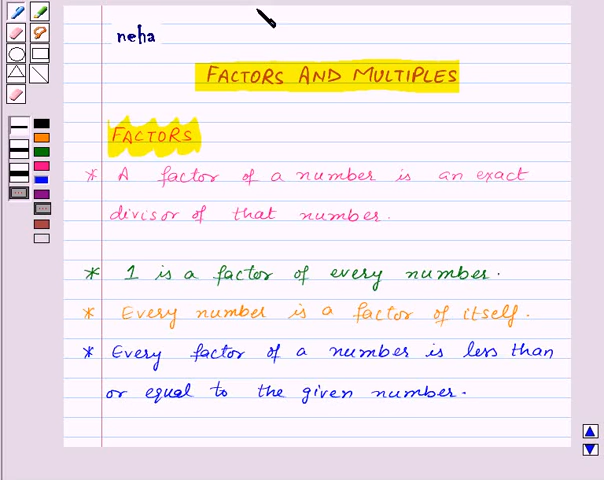 neha
FACTORS AND MULTIPLES
FACTORS
* A factor of a number is an exact
divisor of that number.
* 1 is a factor of every number.
* Every number is a factor of itself.
* Every factor of a number is less than
or equal to the given number.